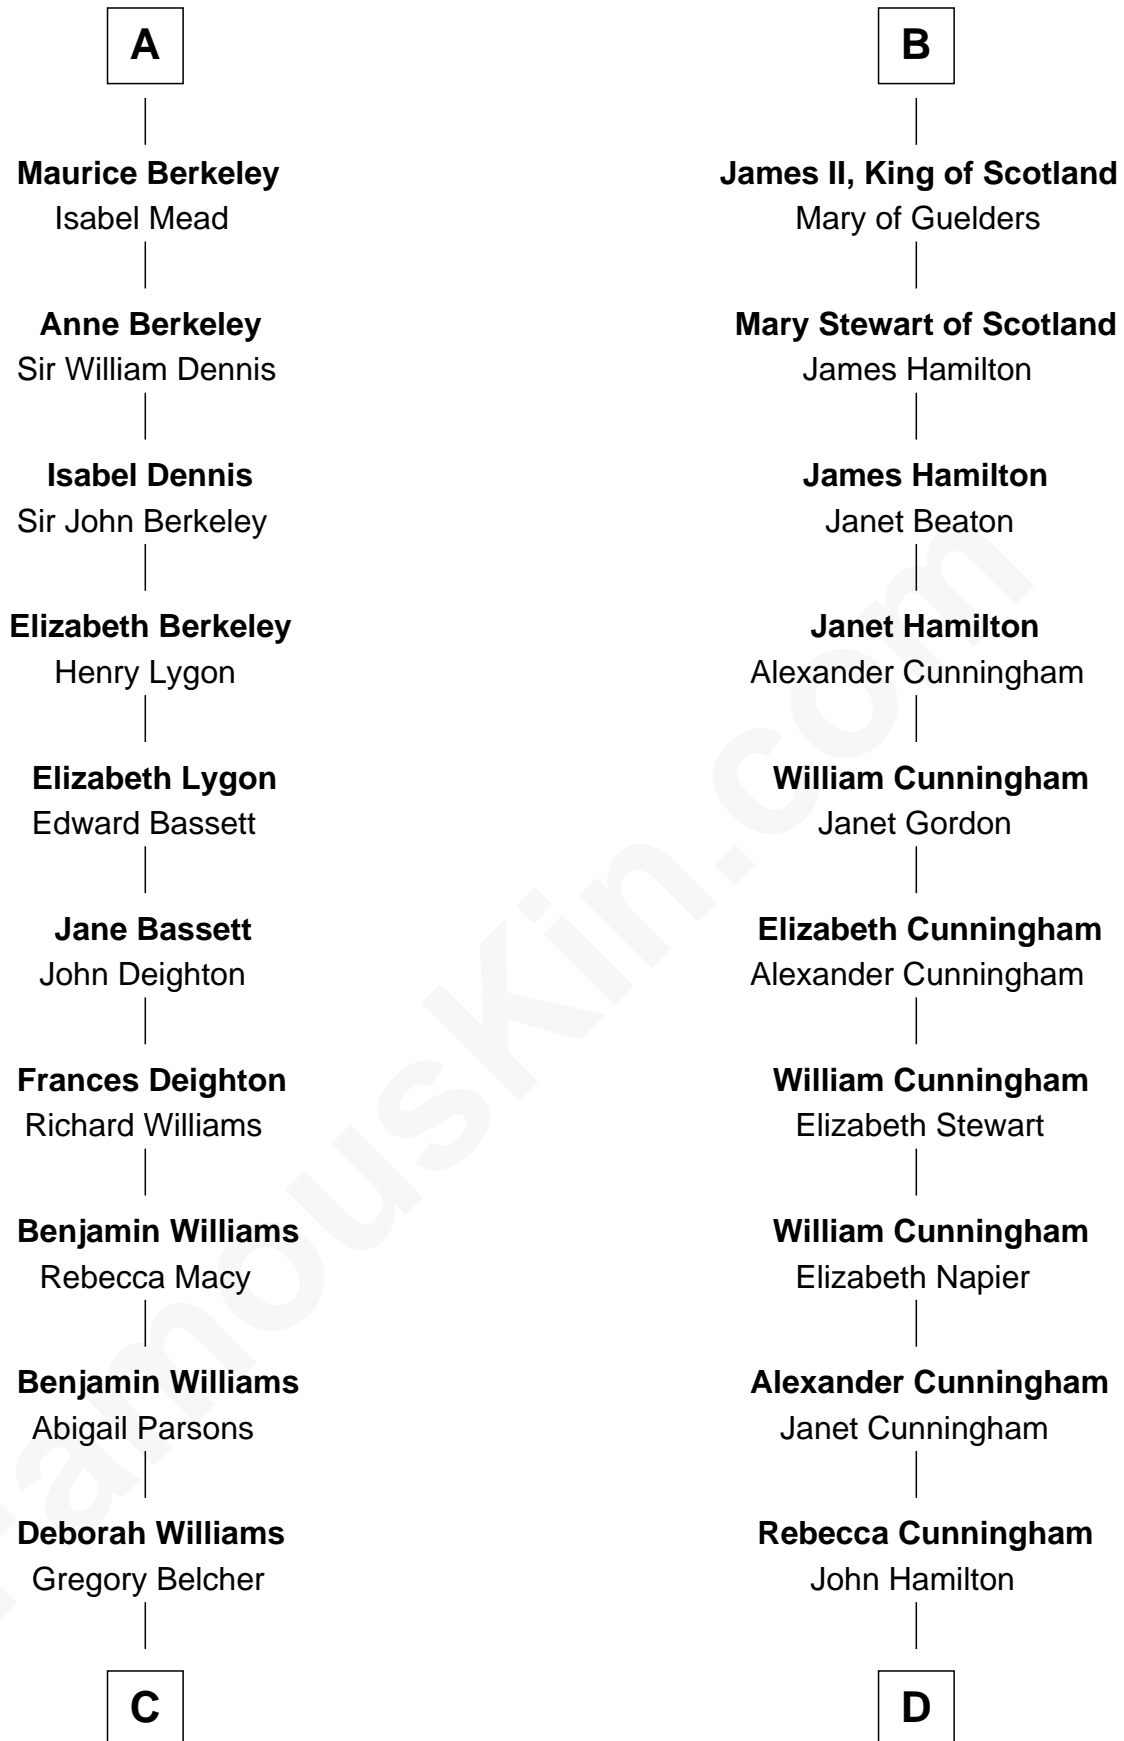 A
Maurice Berkeley
Isabel Mead
Anne Berkeley
Sir William Dennis
Isabel Dennis
Sir John Berkeley
Elizabeth Berkeley
Henry Lygon
Elizabeth Lygon
Edward Bassett
Jane Bassett
John Deighton
Frances Deighton
Richard Williams
Benjamin Williams
Rebecca Macy
Benjamin Williams
Abigail Parsons
Deborah Williams
Gregory Belcher
C
B
James II, King of Scotland
Mary of Guelders
Mary Stewart of Scotland
James Hamilton
James Hamilton
Janet Beaton
Janet Hamilton
Alexander Cunningham
William Cunningham
Janet Gordon
Elizabeth Cunningham
Alexander Cunningham
William Cunningham
Elizabeth Stewart
William Cunningham
Elizabeth Napier
Alexander Cunningham
Janet Cunningham
Rebecca Cunningham
John Hamilton
D
FamousKin.com